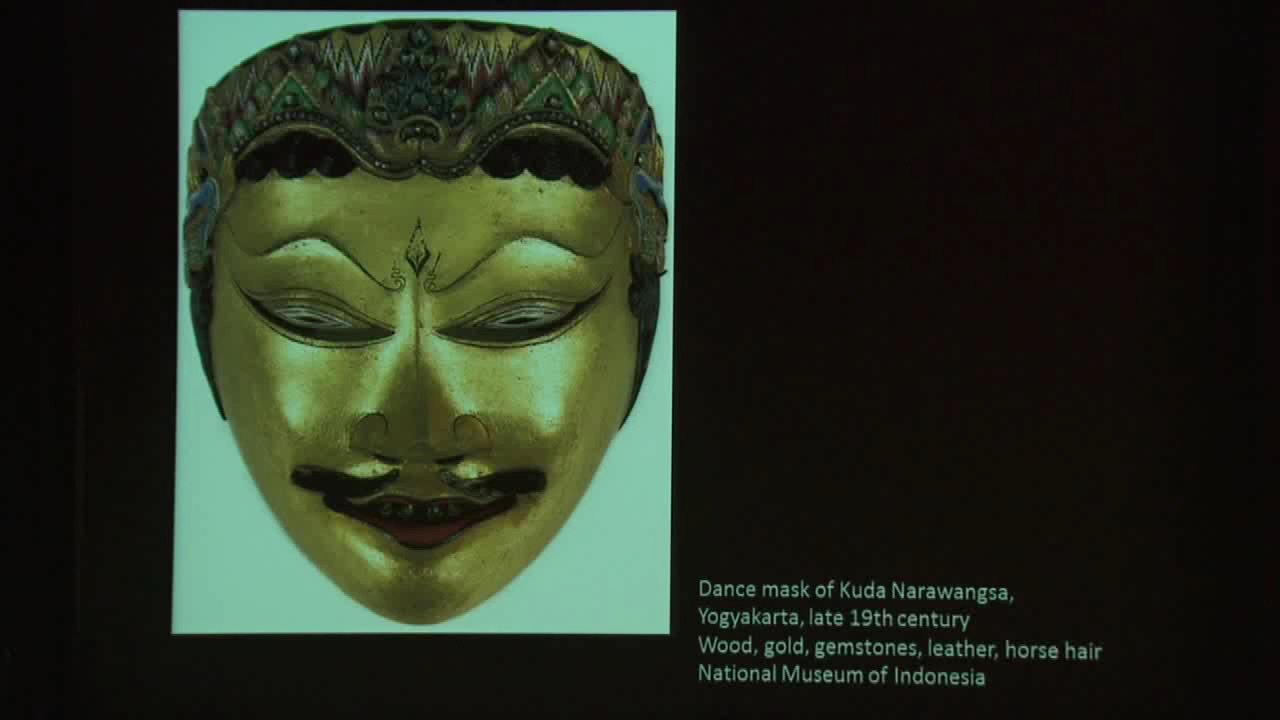 Dance mask of Kuda Narawangsa,
Yogyakarta, late 19th century
Wood, gold, gemstones, leather, horse hair
National Museum of Indonesia